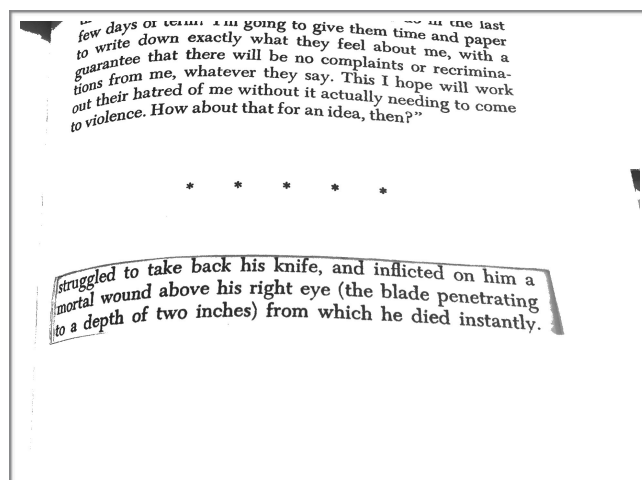 in the last
few days of term! I'm going to give them time and paper
to write down exactly what they feel about me, with a
guarantee that there will be no complaints or recrimina-
tions from me, whatever they say. This I hope will work
out their hatred of me without it actually needing to come
to violence. How about that for an idea, then?”
* * * * *
struggled to take back his knife, and inflicted on him a
mortal wound above his right eye (the blade penetrating
to a depth of two inches) from which he died instantly.